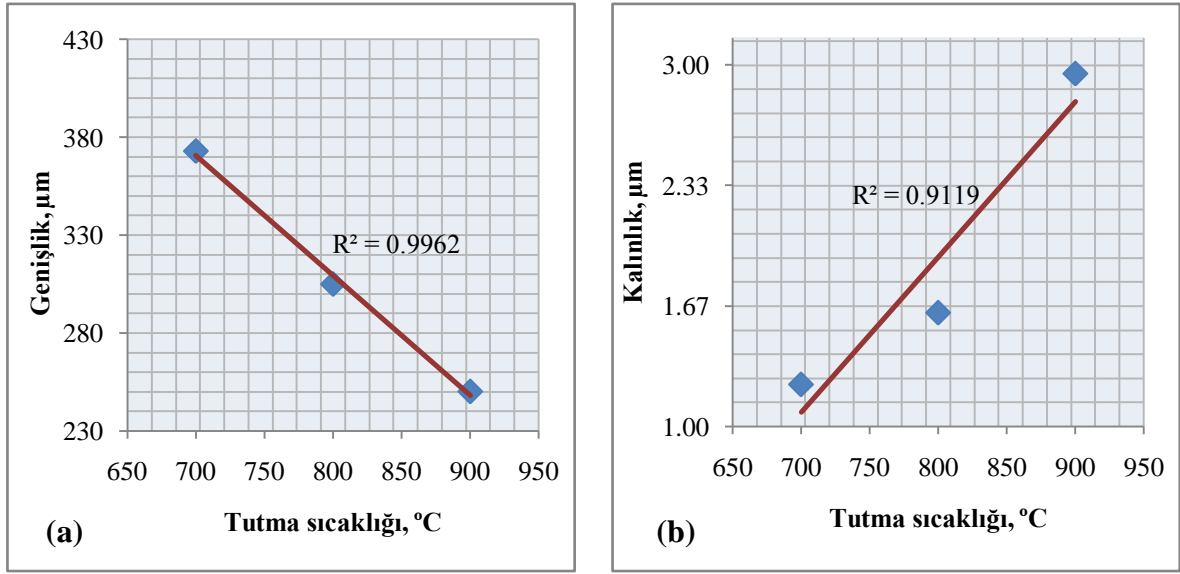 430
380
330
280
230
Genişlik, µm
R² = 0.9962
650 700 750 800 850 900 950
Tutma sıcaklığı, ºC
(a)
3.00
2.33
1.67
1.00
Kalınlık, µm
R² = 0.9119
650 700 750 800 850 900 950
Tutma sıcaklığı, ºC
(b)